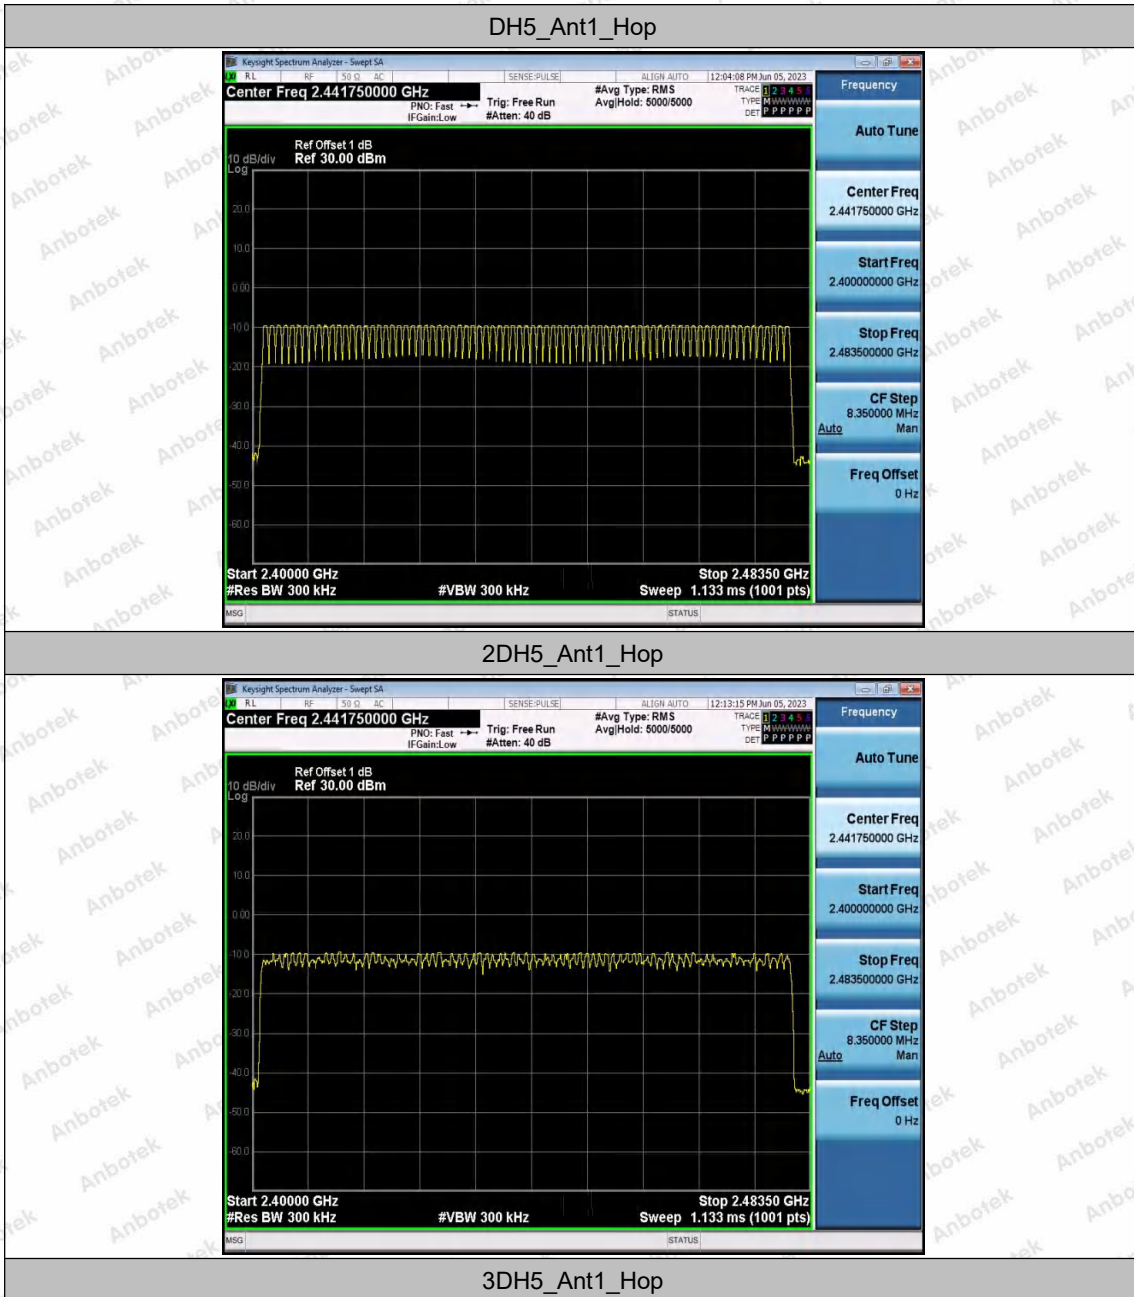 DH5_Ant1_Hop
Keysight Spectrum Analyzer - Swept SA
RL RF 50 Ω AC SENSE:PULSE ALIGN AUTO 12:04:08 PM Jun 05, 2023
Center Freq 2.441750000 GHz
PNO: Fast
IFGain:Low
Trig: Free Run
#Atten: 40 dB
#Avg Type: RMS
Avg|Hold: 5000/5000
TRACE 1 2 3 4 5 6
TYPE M W W W W W
DET P P P P P P
Frequency
Ref Offset 1 dB
10 dB/div Ref 30.00 dBm
Log
20.0
10.0
0.00
-10.0
-20.0
-30.0
-40.0
-50.0
-60.0
Start 2.40000 GHz Stop 2.48350 GHz
#Res BW 300 kHz #VBW 300 kHz Sweep 1.133 ms (1001 pts)
MSG STATUS
Auto Tune
Center Freq
2.441750000 GHz
Start Freq
2.400000000 GHz
Stop Freq
2.483500000 GHz
CF Step
8.350000 MHz
Auto Man
Freq Offset
0 Hz
2DH5_Ant1_Hop
Keysight Spectrum Analyzer - Swept SA
RL RF 50 Ω AC SENSE:PULSE ALIGN AUTO 12:13:15 PM Jun 05, 2023
Center Freq 2.441750000 GHz
PNO: Fast
IFGain:Low
Trig: Free Run
#Atten: 40 dB
#Avg Type: RMS
Avg|Hold: 5000/5000
TRACE 1 2 3 4 5 6
TYPE M W W W W W
DET P P P P P P
Frequency
Ref Offset 1 dB
10 dB/div Ref 30.00 dBm
Log
20.0
10.0
0.00
-10.0
-20.0
-30.0
-40.0
-50.0
-60.0
Start 2.40000 GHz Stop 2.48350 GHz
#Res BW 300 kHz #VBW 300 kHz Sweep 1.133 ms (1001 pts)
MSG STATUS
Auto Tune
Center Freq
2.441750000 GHz
Start Freq
2.400000000 GHz
Stop Freq
2.483500000 GHz
CF Step
8.350000 MHz
Auto Man
Freq Offset
0 Hz
3DH5_Ant1_Hop
Anbotek